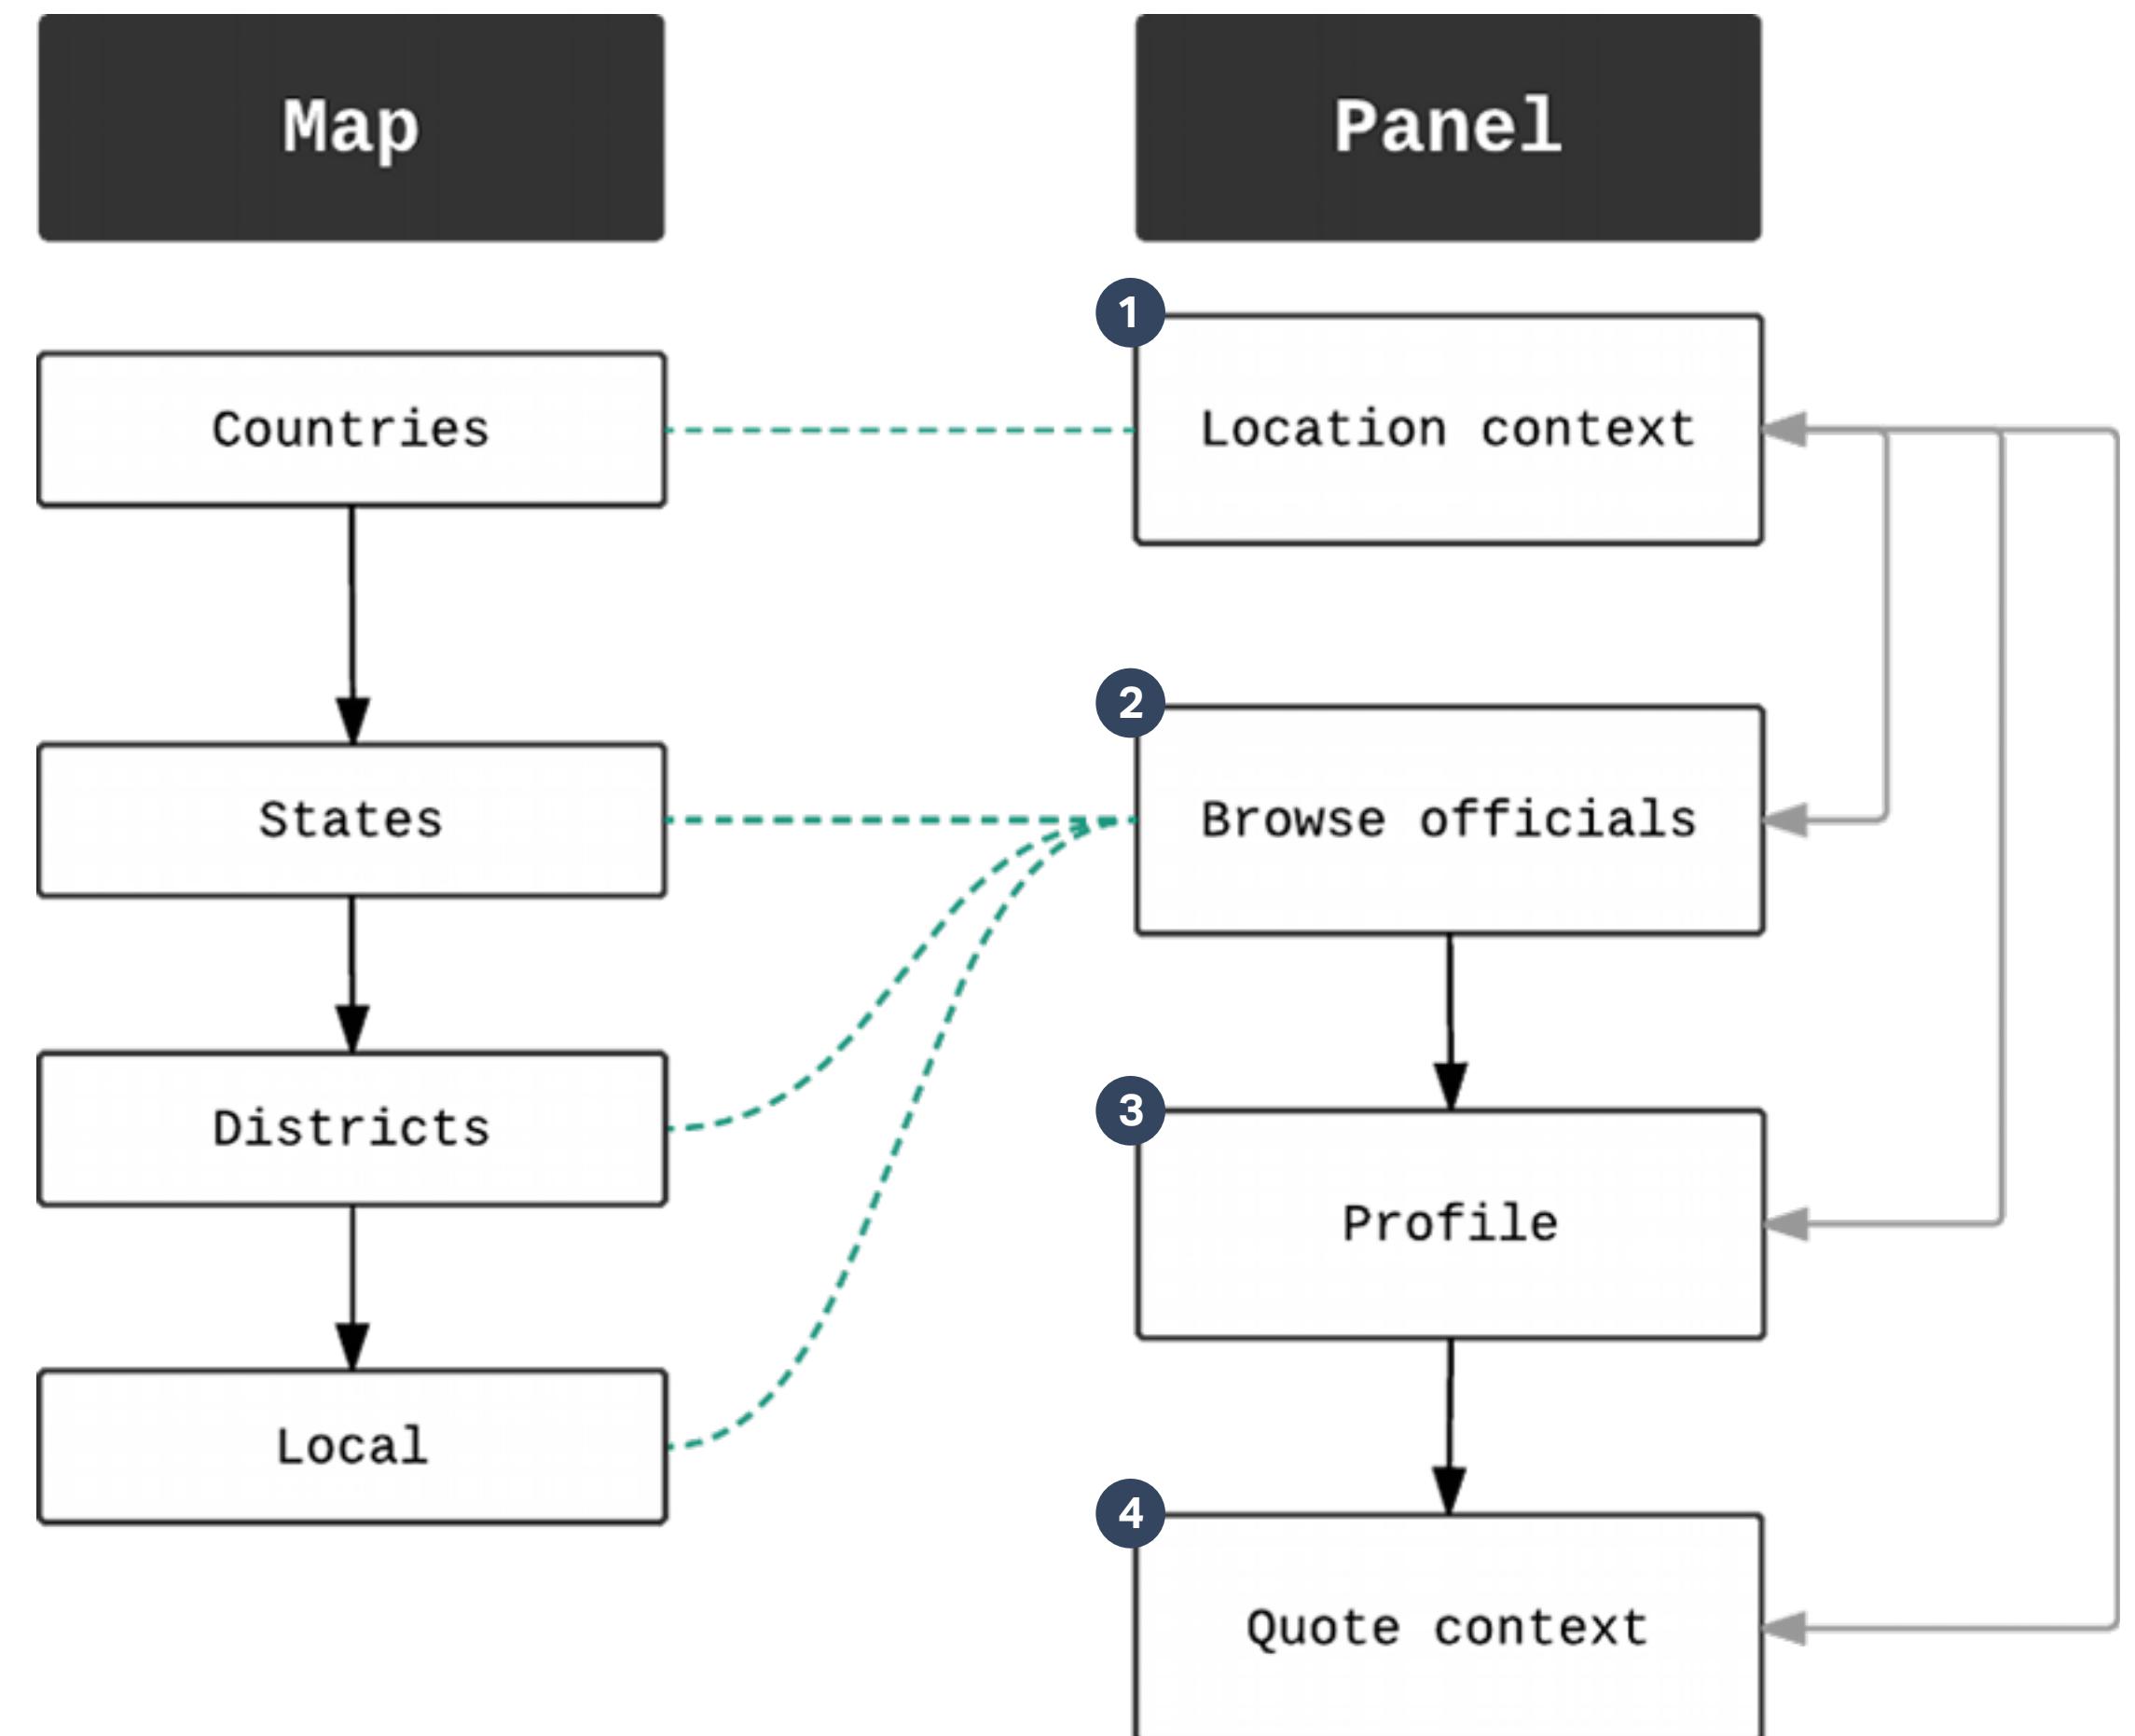 Map
Panel
Countries
1
Location context
States
2
Browse officials
Districts
3
Profile
Local
4
Quote context